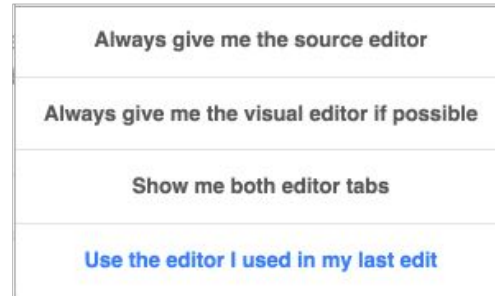 Always give me the source editor
Always give me the visual editor if possible
Show me both editor tabs
Use the editor I used in my last edit